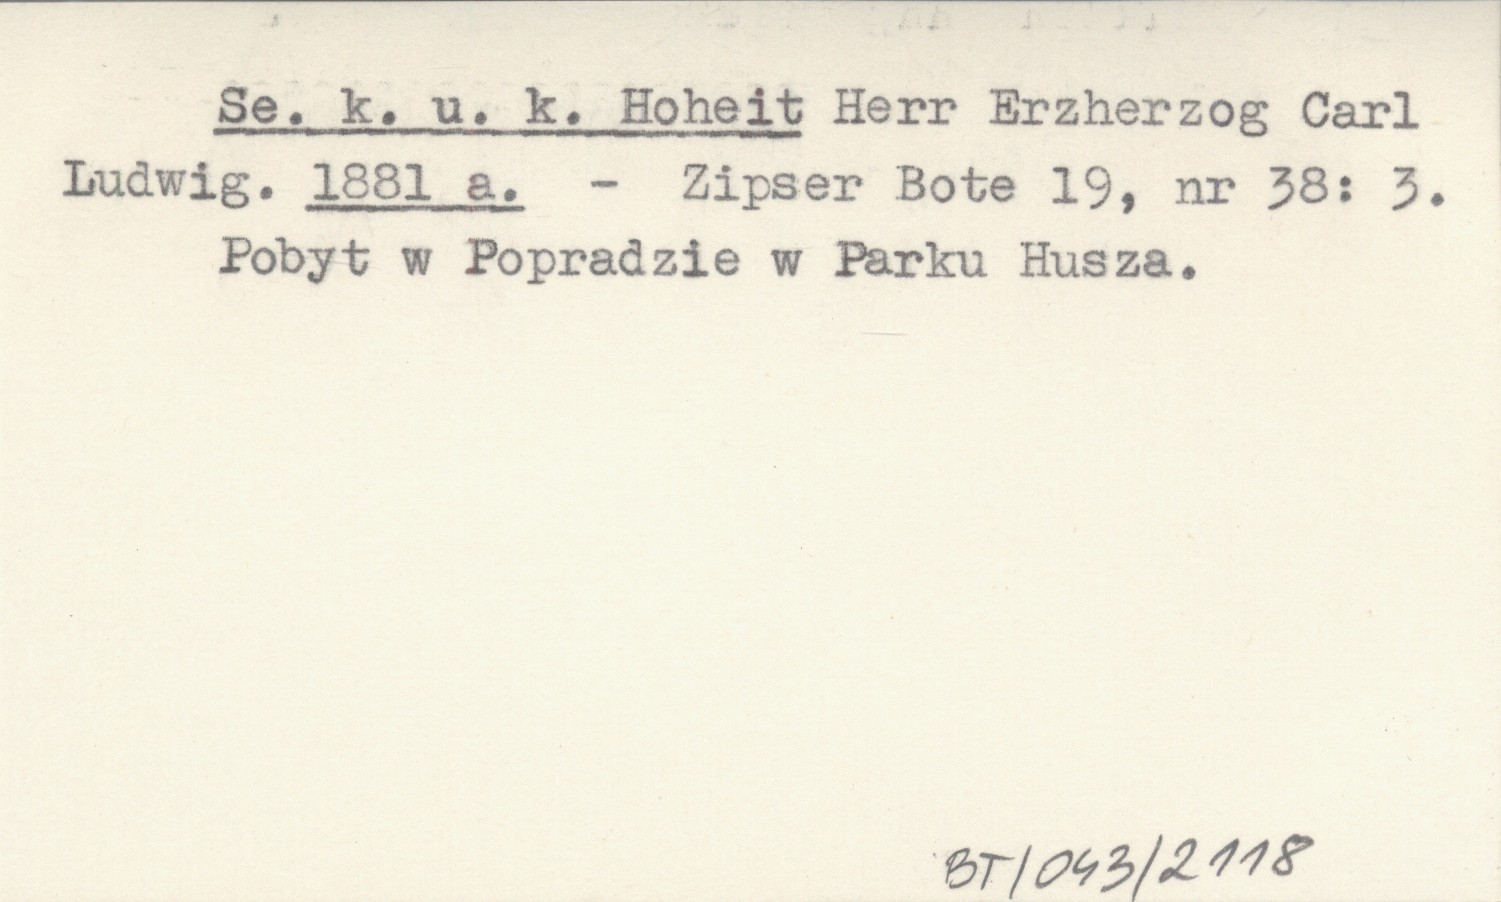 Se. k. u. k. Hoheit Herr Erzherzog Carl
Ludwig. 1881 a. - Zipser Bote 19, nr 38: 3.
Pobyt w Popradzie w Parku Husza.
BT/043/2118